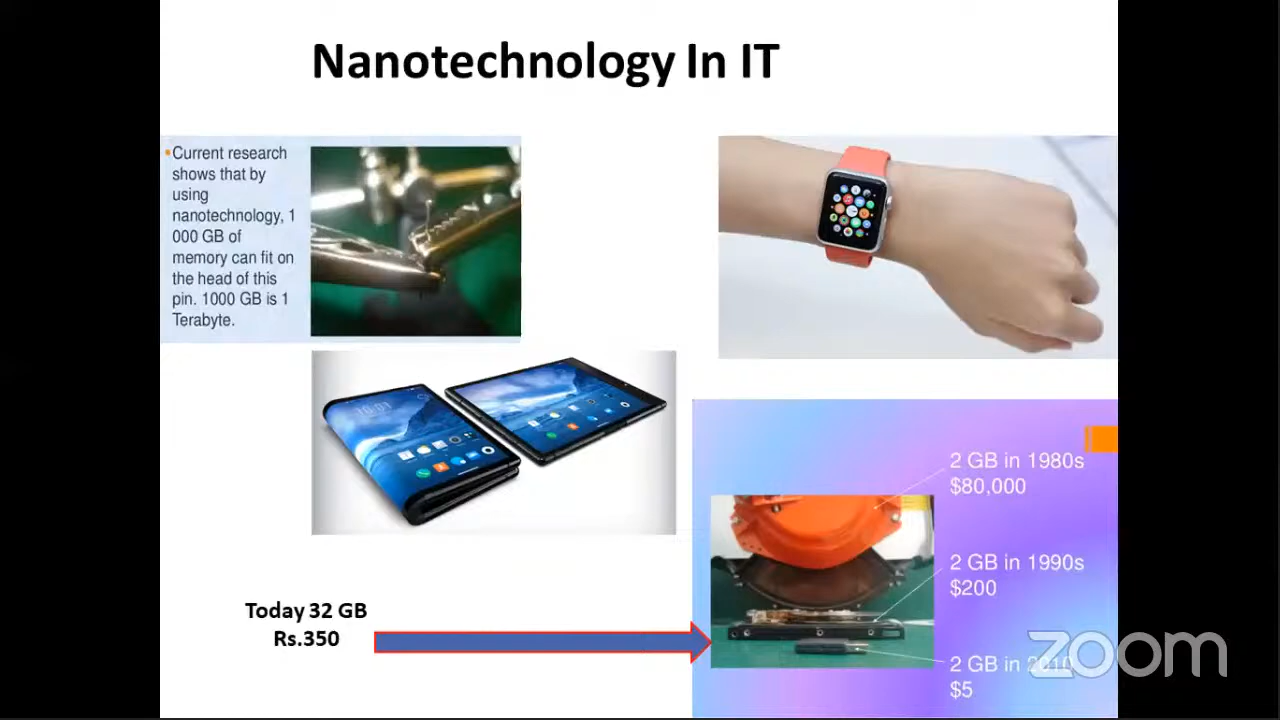 Nanotechnology In IT
•Current research
shows that by
using
nanotechnology, 1
000 GB of
memory can fit on
the head of this
pin. 1000 GB is 1
Terabyte.
10:01
2 GB in 1980s
$80,000
2 GB in 1990s
$200
Today 32 GB
Rs.350
2 GB in 2010
$5
zoom